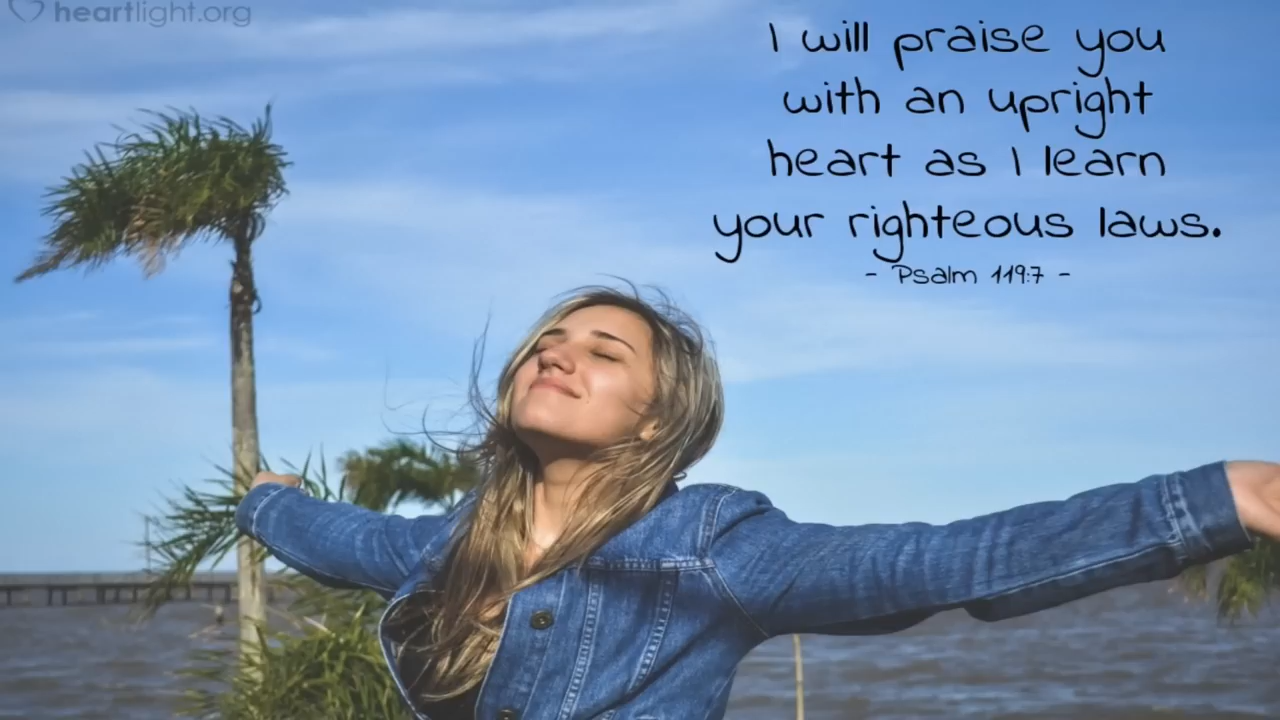 heartlight.org
I will praise you
with an upright
heart as I learn
your righteous laws.
- Psalm 119:7 -